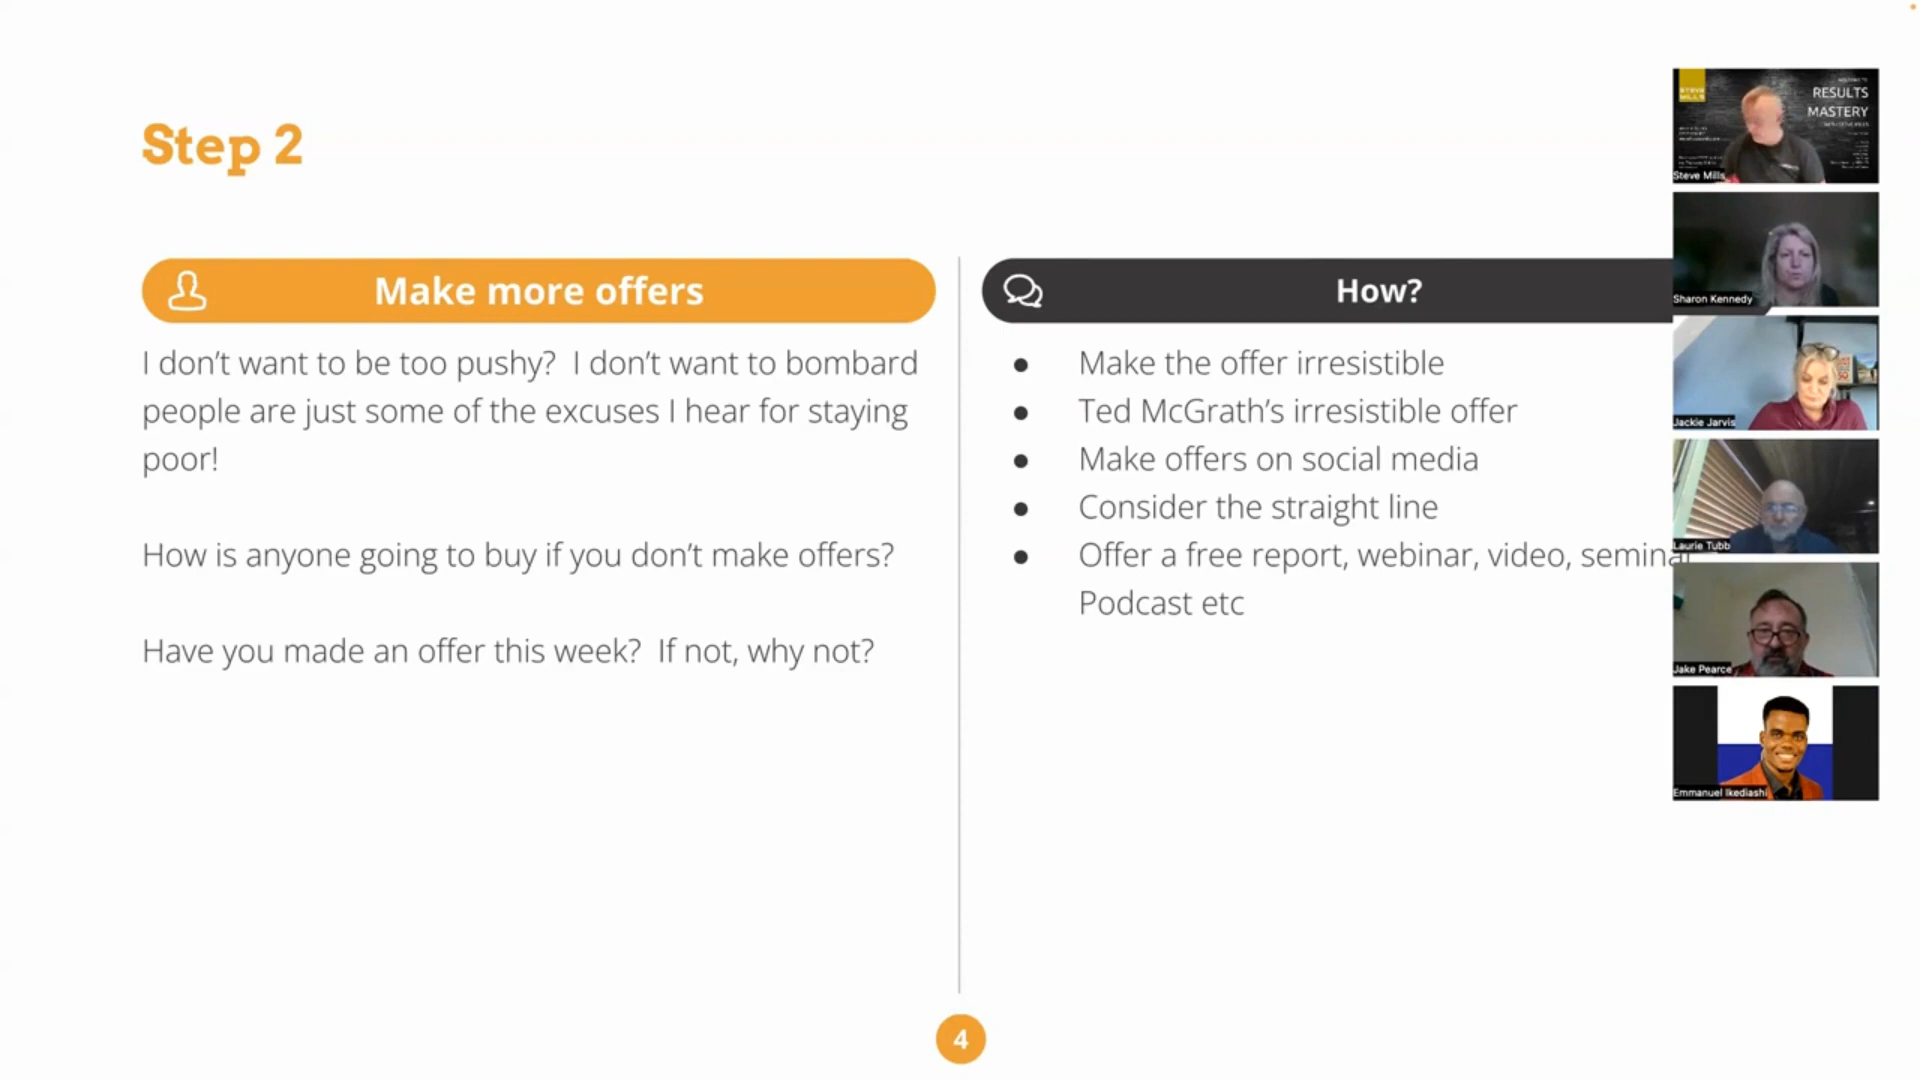 Step 2
Make more offers
I don't want to be too pushy?  I don't want to bombard
people are just some of the excuses I hear for staying
poor!
How is anyone going to buy if you don't make offers?
Have you made an offer this week?  If not, why not?
How?
● Make the offer irresistible
● Ted McGrath's irresistible offer
● Make offers on social media
● Consider the straight line
● Offer a free report, webinar, video, seminar
Podcast etc
4
STEVE
MILLS
RESULTS
MASTERY
Steve Mills
Sharon Kennedy
Jackie Jarvis
Laurie Tubb
Jake Pearce
Emmanuel Ikediashi